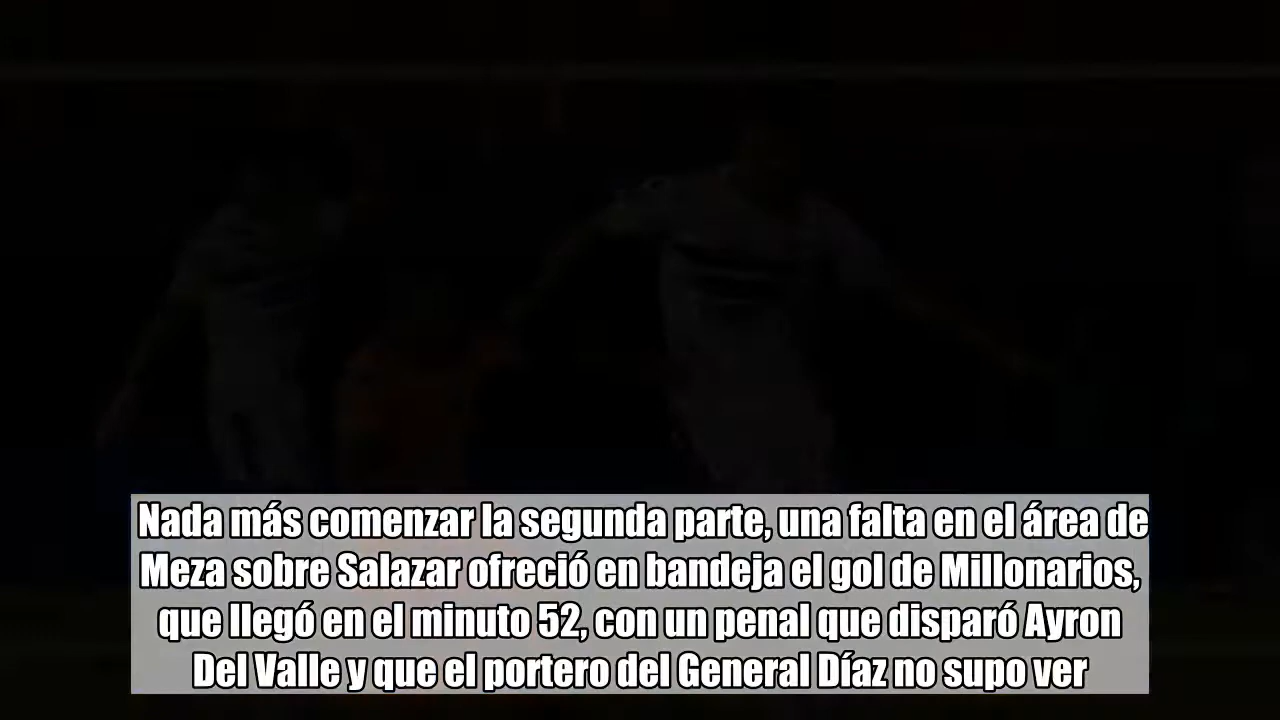 Nada más comenzar la segunda parte, una falta en el área de
Meza sobre Salazar ofreció en bandeja el gol de Millonarios,
que llegó en el minuto 52, con un penal que disparó Ayron
Del Valle y que el portero del General Díaz no supo ver